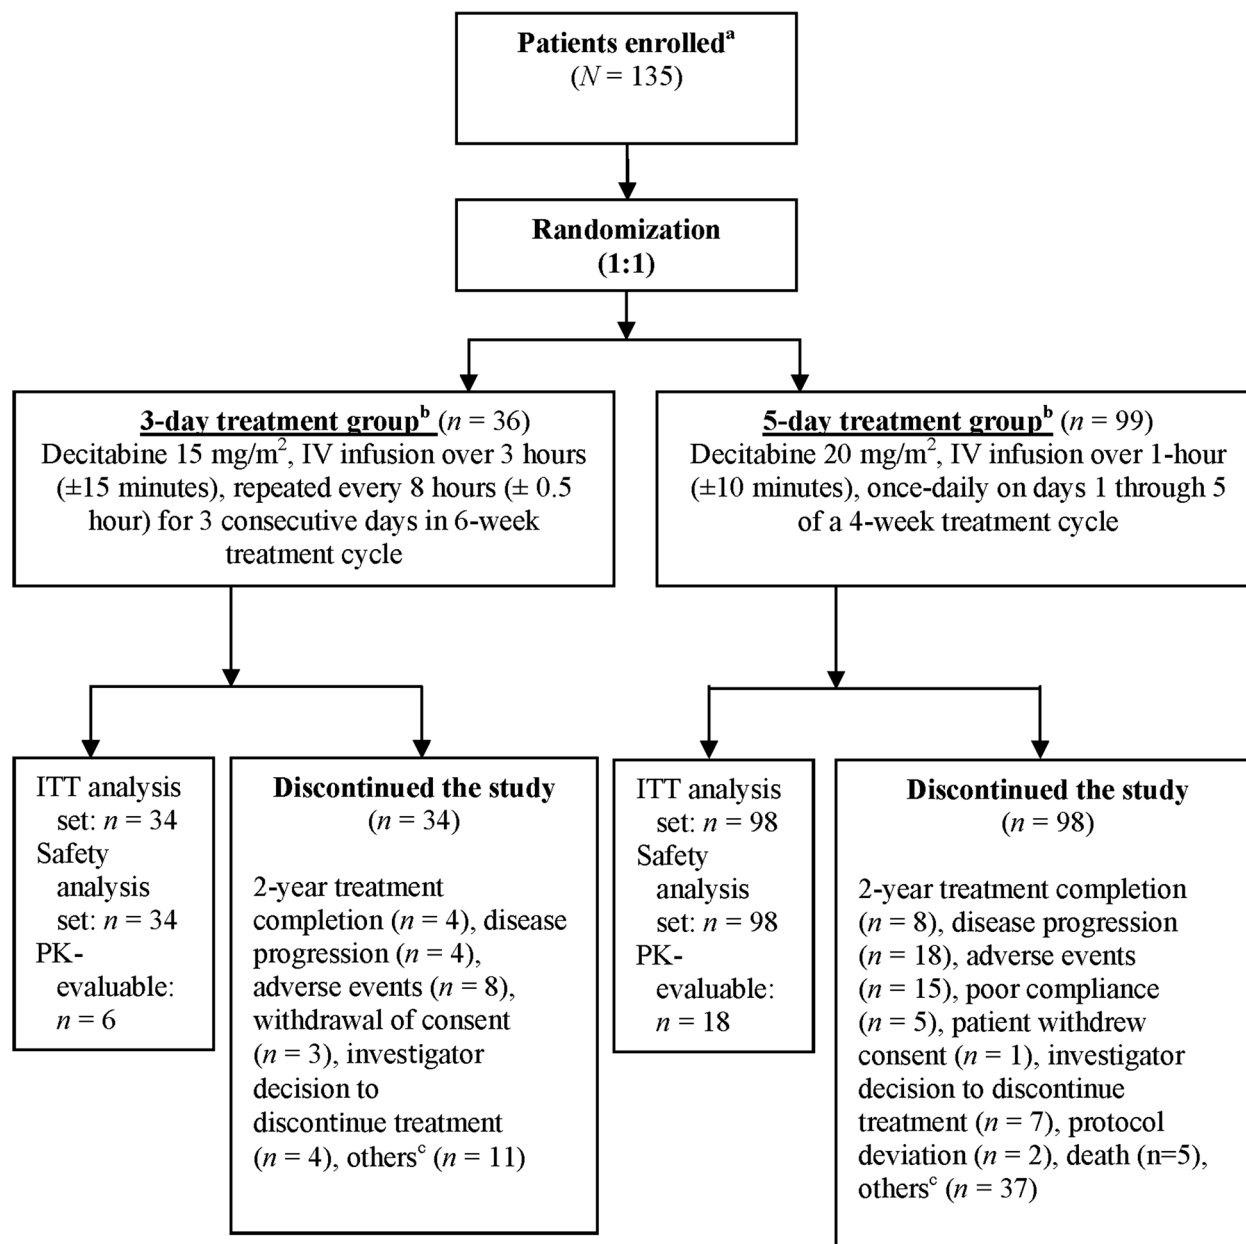 Patients enrolledᵃ
(N = 135)
Randomization
(1:1)
3-day treatment groupᵇ (n = 36)
Decitabine 15 mg/m², IV infusion over 3 hours
(±15 minutes), repeated every 8 hours (± 0.5
hour) for 3 consecutive days in 6-week
treatment cycle
5-day treatment groupᵇ (n = 99)
Decitabine 20 mg/m², IV infusion over 1-hour
(±10 minutes), once-daily on days 1 through 5
of a 4-week treatment cycle
ITT analysis
set: n = 34
Safety
analysis
set: n = 34
PK-
evaluable:
n = 6
Discontinued the study
(n = 34)
2-year treatment
completion (n = 4), disease
progression (n = 4),
adverse events (n = 8),
withdrawal of consent
(n = 3), investigator
decision to
discontinue treatment
(n = 4), othersᶜ (n = 11)
ITT analysis
set: n = 98
Safety
analysis
set: n = 98
PK-
evaluable:
n = 18
Discontinued the study
(n = 98)
2-year treatment completion
(n = 8), disease progression
(n = 18), adverse events
(n = 15), poor compliance
(n = 5), patient withdrew
consent (n = 1), investigator
decision to discontinue
treatment (n = 7), protocol
deviation (n = 2), death (n=5),
othersᶜ (n = 37)